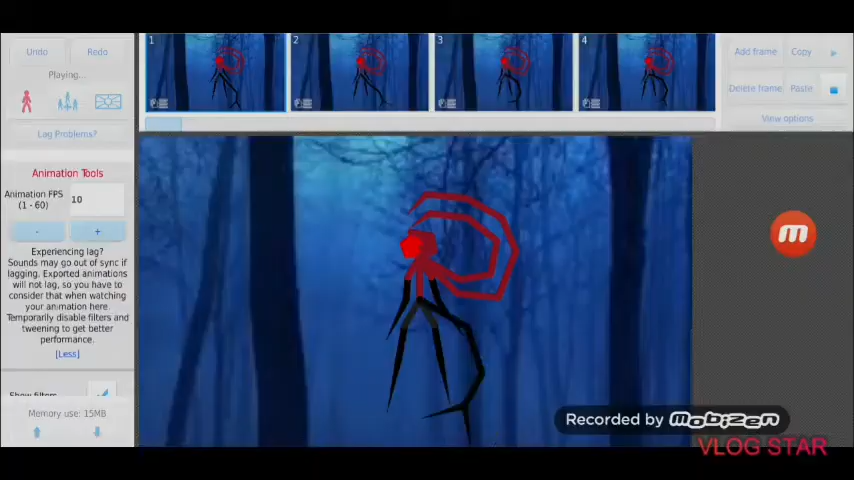 Undo Redo
Playing...
Lag Problems?
Animation Tools
Animation FPS
(1 - 60)
10
- +
Experiencing lag?
Sounds may go out of sync if
lagging. Exported animations
will not lag, so you have to
consider that when watching
your animation here.
Temporarily disable filters and
tweening to get better
performance.
[Less]
Show filters
Memory use: 15MB
1 2 3 4
Add frame Copy
Delete frame Paste
View options
m
Recorded by MOBIZEN
VLOG STAR